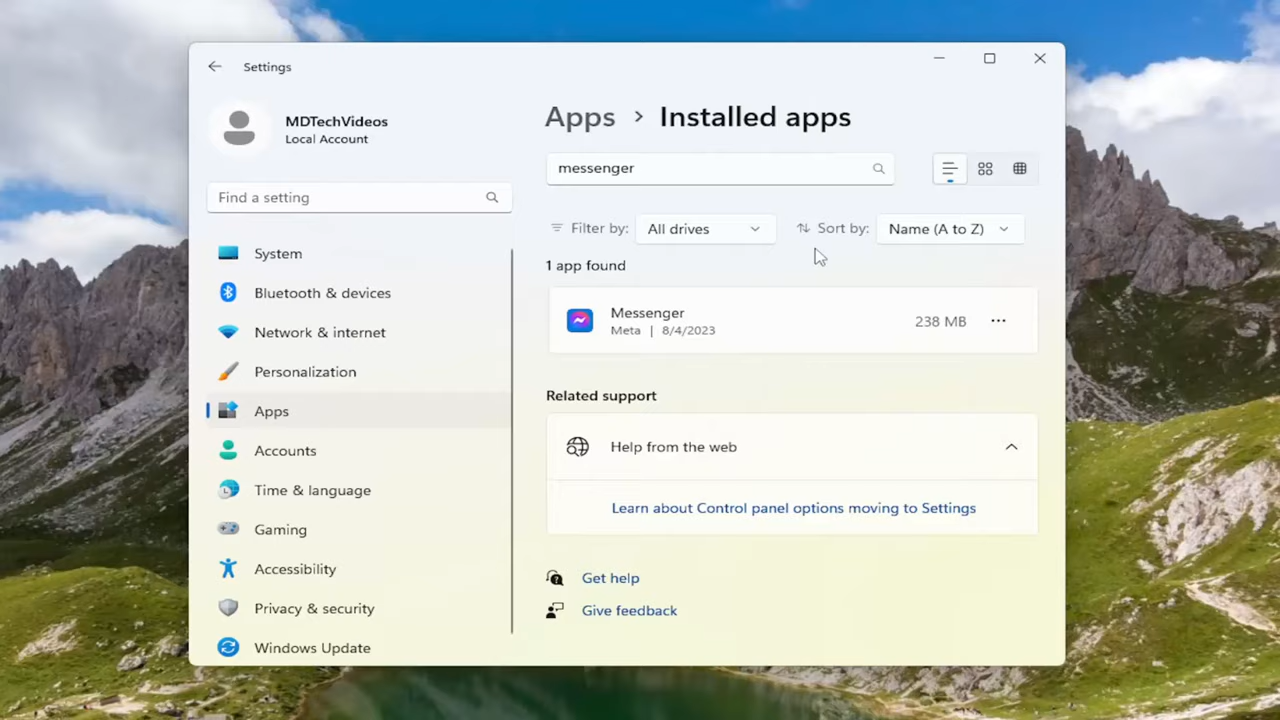 Settings
MDTechVideos
Local Account
Find a setting
System
Bluetooth & devices
Network & internet
Personalization
Apps
Accounts
Time & language
Gaming
Accessibility
Privacy & security
Windows Update
Apps > Installed apps
messenger
Filter by: All drives Sort by: Name (A to Z)
1 app found
Messenger
Meta | 8/4/2023
238 MB
Related support
Help from the web
Learn about Control panel options moving to Settings
Get help
Give feedback